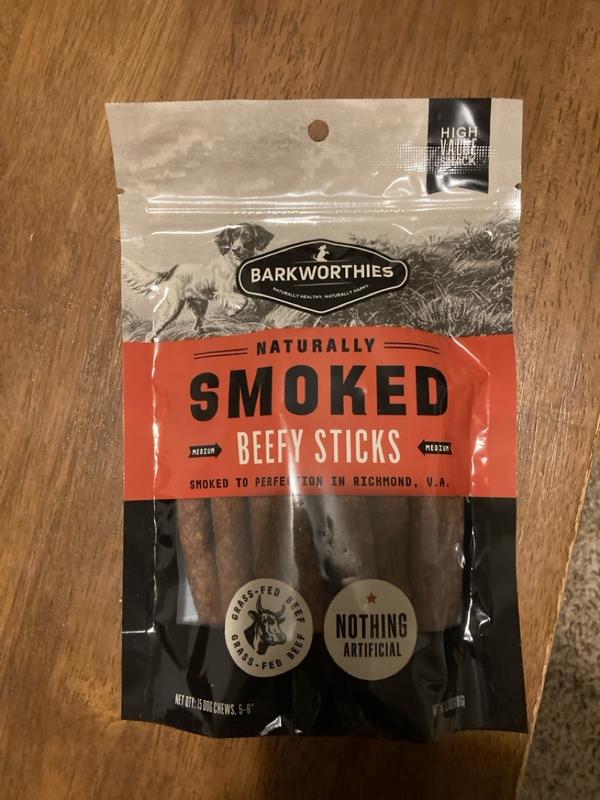 HIGH
VALUE
BARKWORTHIES
NATURALLY HEALTHY. NATURALLY HAPPY.
NATURALLY
SMOKED
MEDIUM BEEFY STICKS MEDIUM
SMOKED TO PERFECTION IN RICHMOND, V.A.
GRASS-FED BEEF
GRASS-FED BEEF
NOTHING
ARTIFICIAL
NET QTY: 15 DOG CHEWS, 5-6"